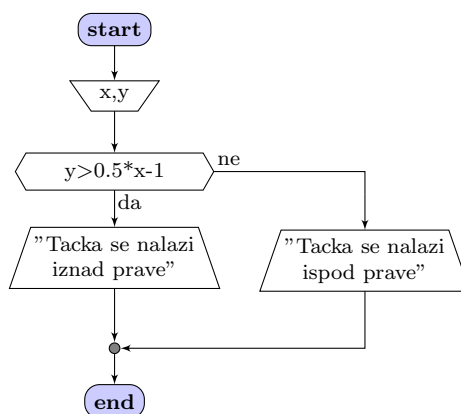 start
x,y
y>0.5*x-1
ne
da
"Tacka se nalazi
iznad prave"
"Tacka se nalazi
ispod prave"
end